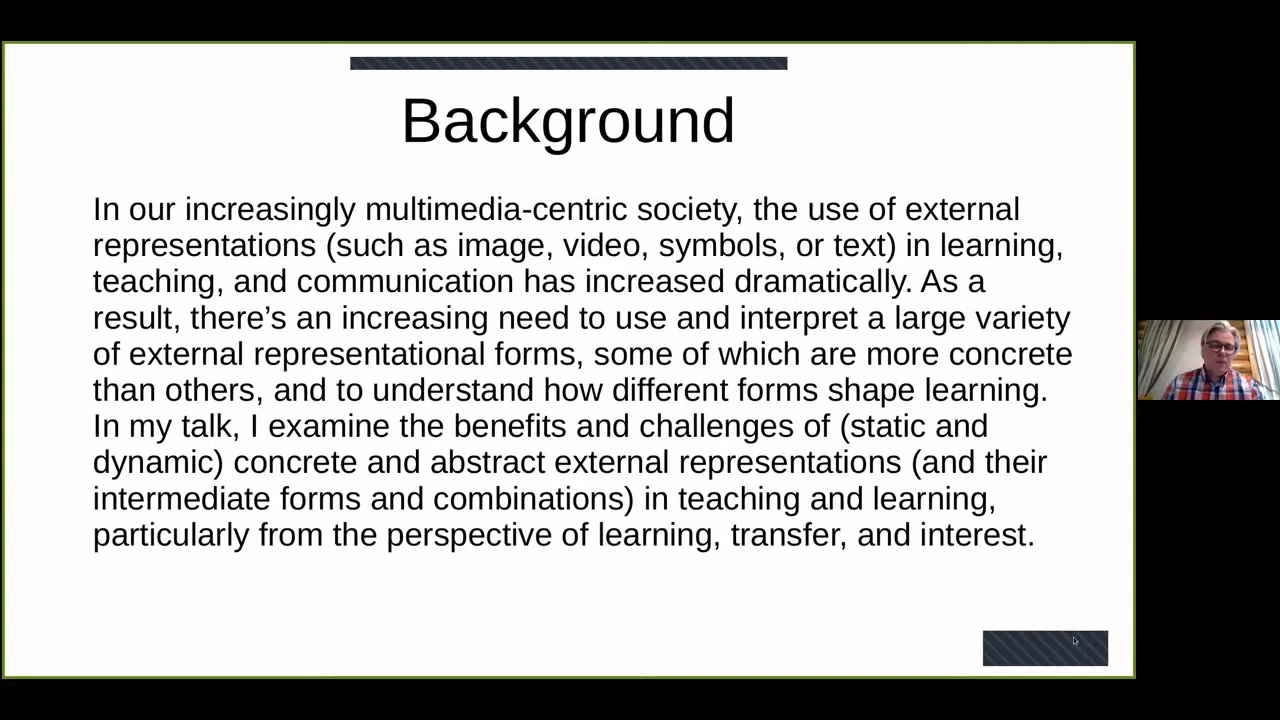 Background
In our increasingly multimedia-centric society, the use of external
representations (such as image, video, symbols, or text) in learning,
teaching, and communication has increased dramatically. As a
result, there’s an increasing need to use and interpret a large variety
of external representational forms, some of which are more concrete
than others, and to understand how different forms shape learning.
In my talk, I examine the benefits and challenges of (static and
dynamic) concrete and abstract external representations (and their
intermediate forms and combinations) in teaching and learning,
particularly from the perspective of learning, transfer, and interest.